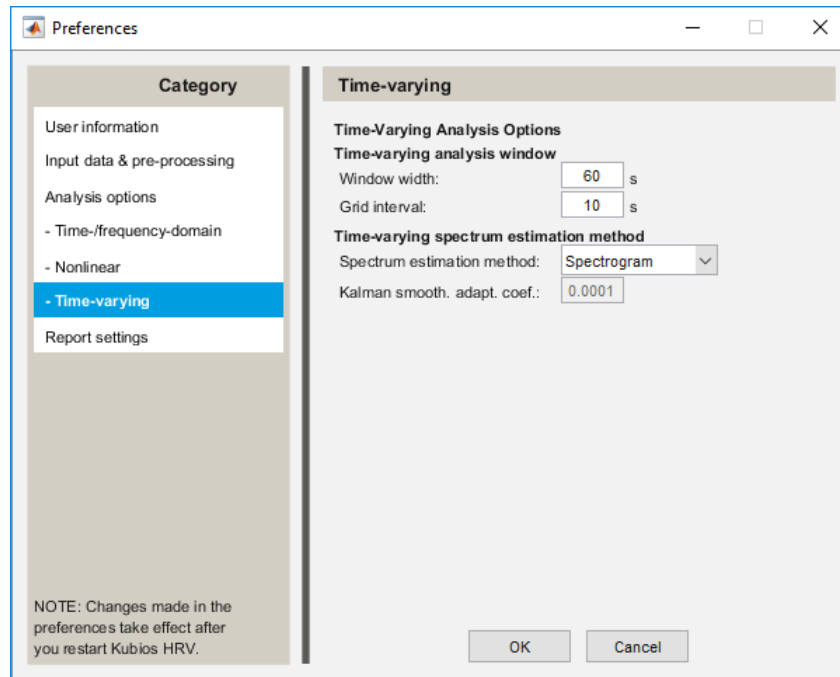 Preferences
Category
User information
Input data & pre-processing
Analysis options
- Time-/frequency-domain
- Nonlinear
- Time-varying
Report settings
NOTE: Changes made in the
preferences take effect after
you restart Kubios HRV.
Time-varying
Time-Varying Analysis Options
Time-varying analysis window
Window width: 60 s
Grid interval: 10 s
Time-varying spectrum estimation method
Spectrum estimation method: Spectrogram
Kalman smooth. adapt. coef.: 0.0001
OK Cancel